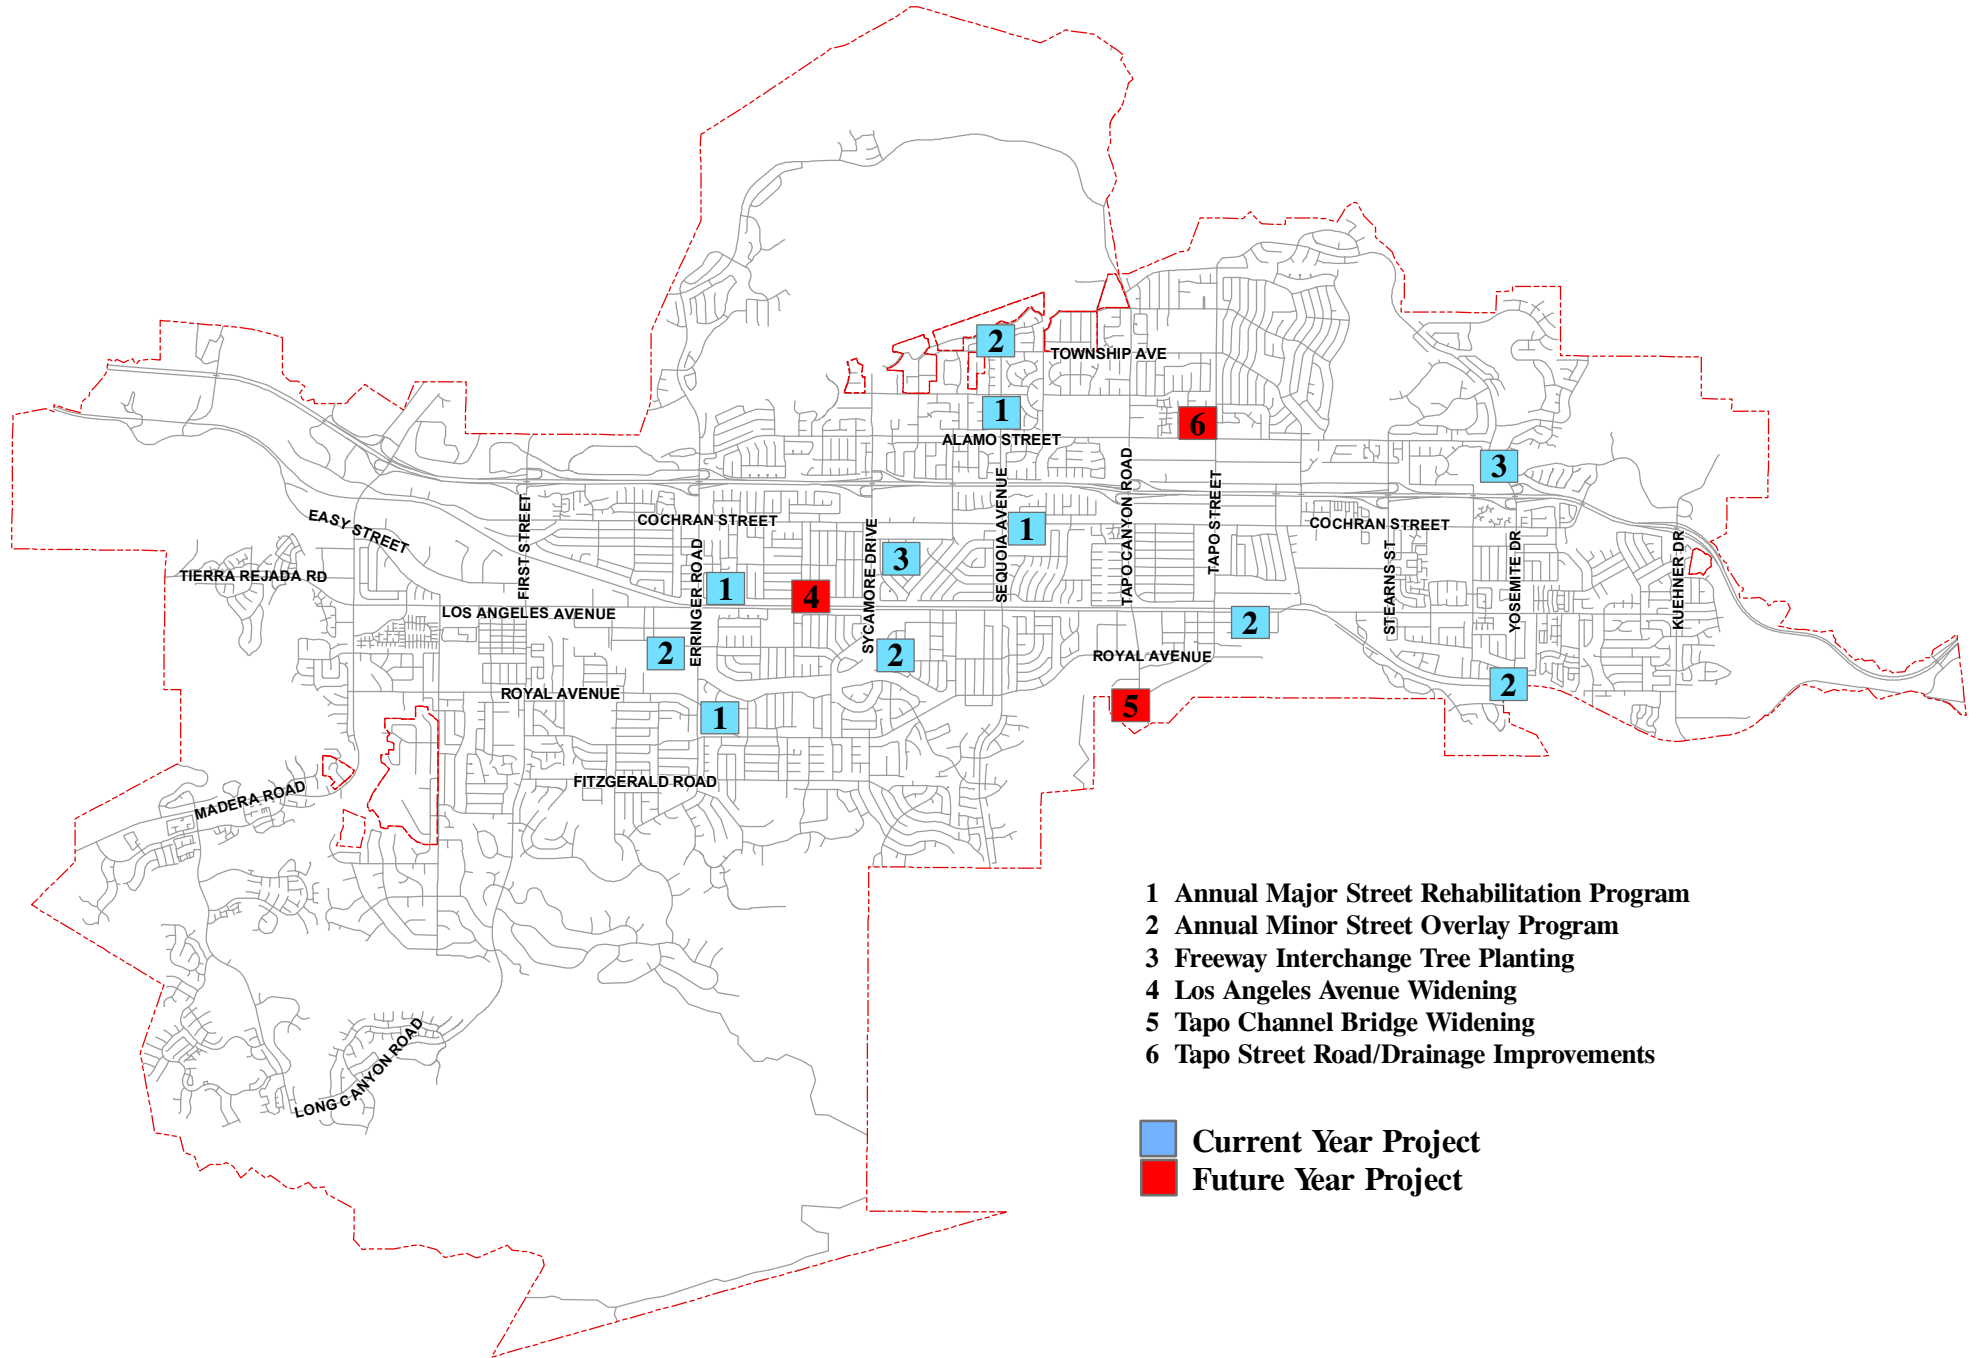 2
TOWNSHIP AVE
1
6
ALAMO STREET
3
EASY STREET
FIRST STREET
COCHRAN STREET
ERRINGER ROAD
SYCAMORE DRIVE
3
SEQUOIA AVENUE
1
TAPO CANYON ROAD
TAPO STREET
COCHRAN STREET
STEARNS ST
YOSEMITE DR
KUEHNER DR
TIERRA REJADA RD
1
4
LOS ANGELES AVENUE
2
2
2
ROYAL AVENUE
2
ROYAL AVENUE
1
5
FITZGERALD ROAD
MADERA ROAD
LONG CANYON ROAD
1 Annual Major Street Rehabilitation Program
2 Annual Minor Street Overlay Program
3 Freeway Interchange Tree Planting
4 Los Angeles Avenue Widening
5 Tapo Channel Bridge Widening
6 Tapo Street Road/Drainage Improvements
Current Year Project
Future Year Project